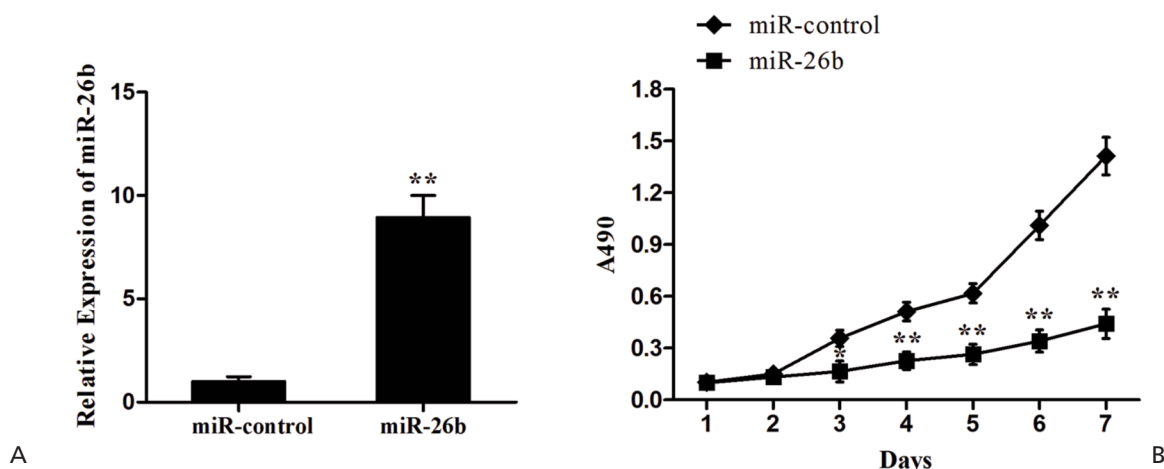 Relative Expression of miR-26b
15
10
5
0
**
miR-control
miR-26b
A
miR-control
miR-26b
A490
1.8
1.5
1.2
0.9
0.6
0.3
0.0
*
**
**
**
**
1 2 3 4 5 6 7
Days
B